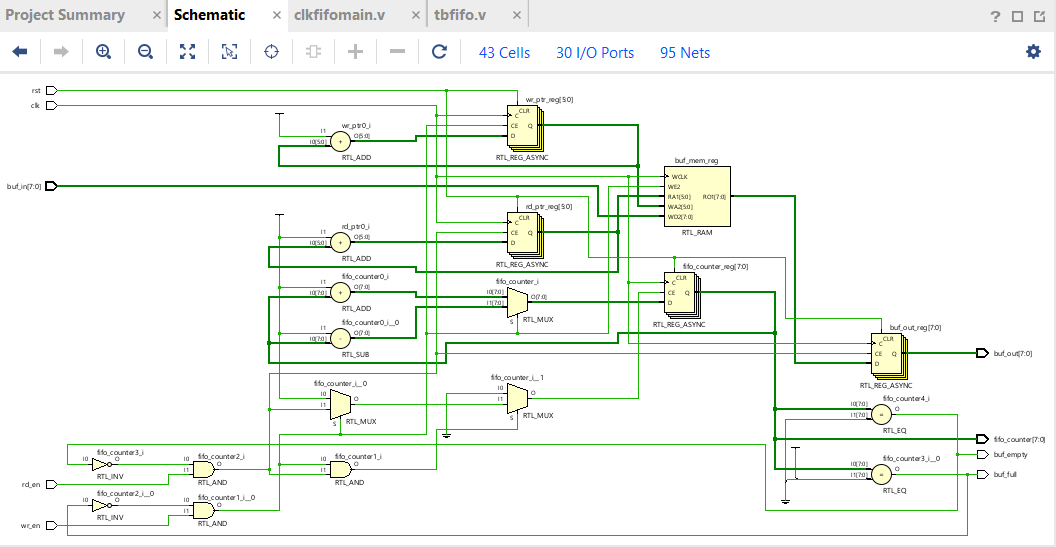 Project Summary × Schematic × clkfifomain.v × tbfifo.v × ? 
43 Cells 30 I/O Ports 95 Nets
rst
clk
wr_ptr_reg[5:0]
CLR
C
CE Q
D
RTL_REG_ASYNC
wr_ptr0_i
I1
I0[5:0] O[5:0]
+
RTL_ADD
buf_in[7:0]
buf_mem_reg
WCLK
WE2
RA1[5:0] RO1[7:0]
WA2[5:0]
WD2[7:0]
RTL_RAM
rd_ptr_reg[5:0]
CLR
C
CE Q
D
RTL_REG_ASYNC
rd_ptr0_i
I1
I0[5:0] O[5:0]
+
RTL_ADD
fifo_counter0_i
I1
I0[7:0] O[7:0]
+
RTL_ADD
fifo_counter_i
I0[7:0]
I1[7:0] O[7:0]
S
RTL_MUX
fifo_counter_reg[7:0]
CLR
C
CE Q
D
RTL_REG_ASYNC
fifo_counter0_i__0
I1
I0[7:0] O[7:0]
-
RTL_SUB
buf_out_reg[7:0]
CLR
C
CE Q
D
RTL_REG_ASYNC
buf_out[7:0]
fifo_counter_i__0
I0
I1 O
S
RTL_MUX
fifo_counter_i__1
I0
I1 O
S
RTL_MUX
fifo_counter4_i
I0[7:0]
I1[7:0] O
=
RTL_EQ
fifo_counter[7:0]
buf_empty
buf_full
fifo_counter3_i__0
I0[7:0]
I1[7:0] O
=
RTL_EQ
fifo_counter3_i
I0 O
RTL_INV
fifo_counter2_i
I0
I1 O
RTL_AND
fifo_counter1_i
I0
I1 O
RTL_AND
rd_en
fifo_counter2_i__0
I0 O
RTL_INV
fifo_counter1_i__0
I0
I1 O
RTL_AND
wr_en